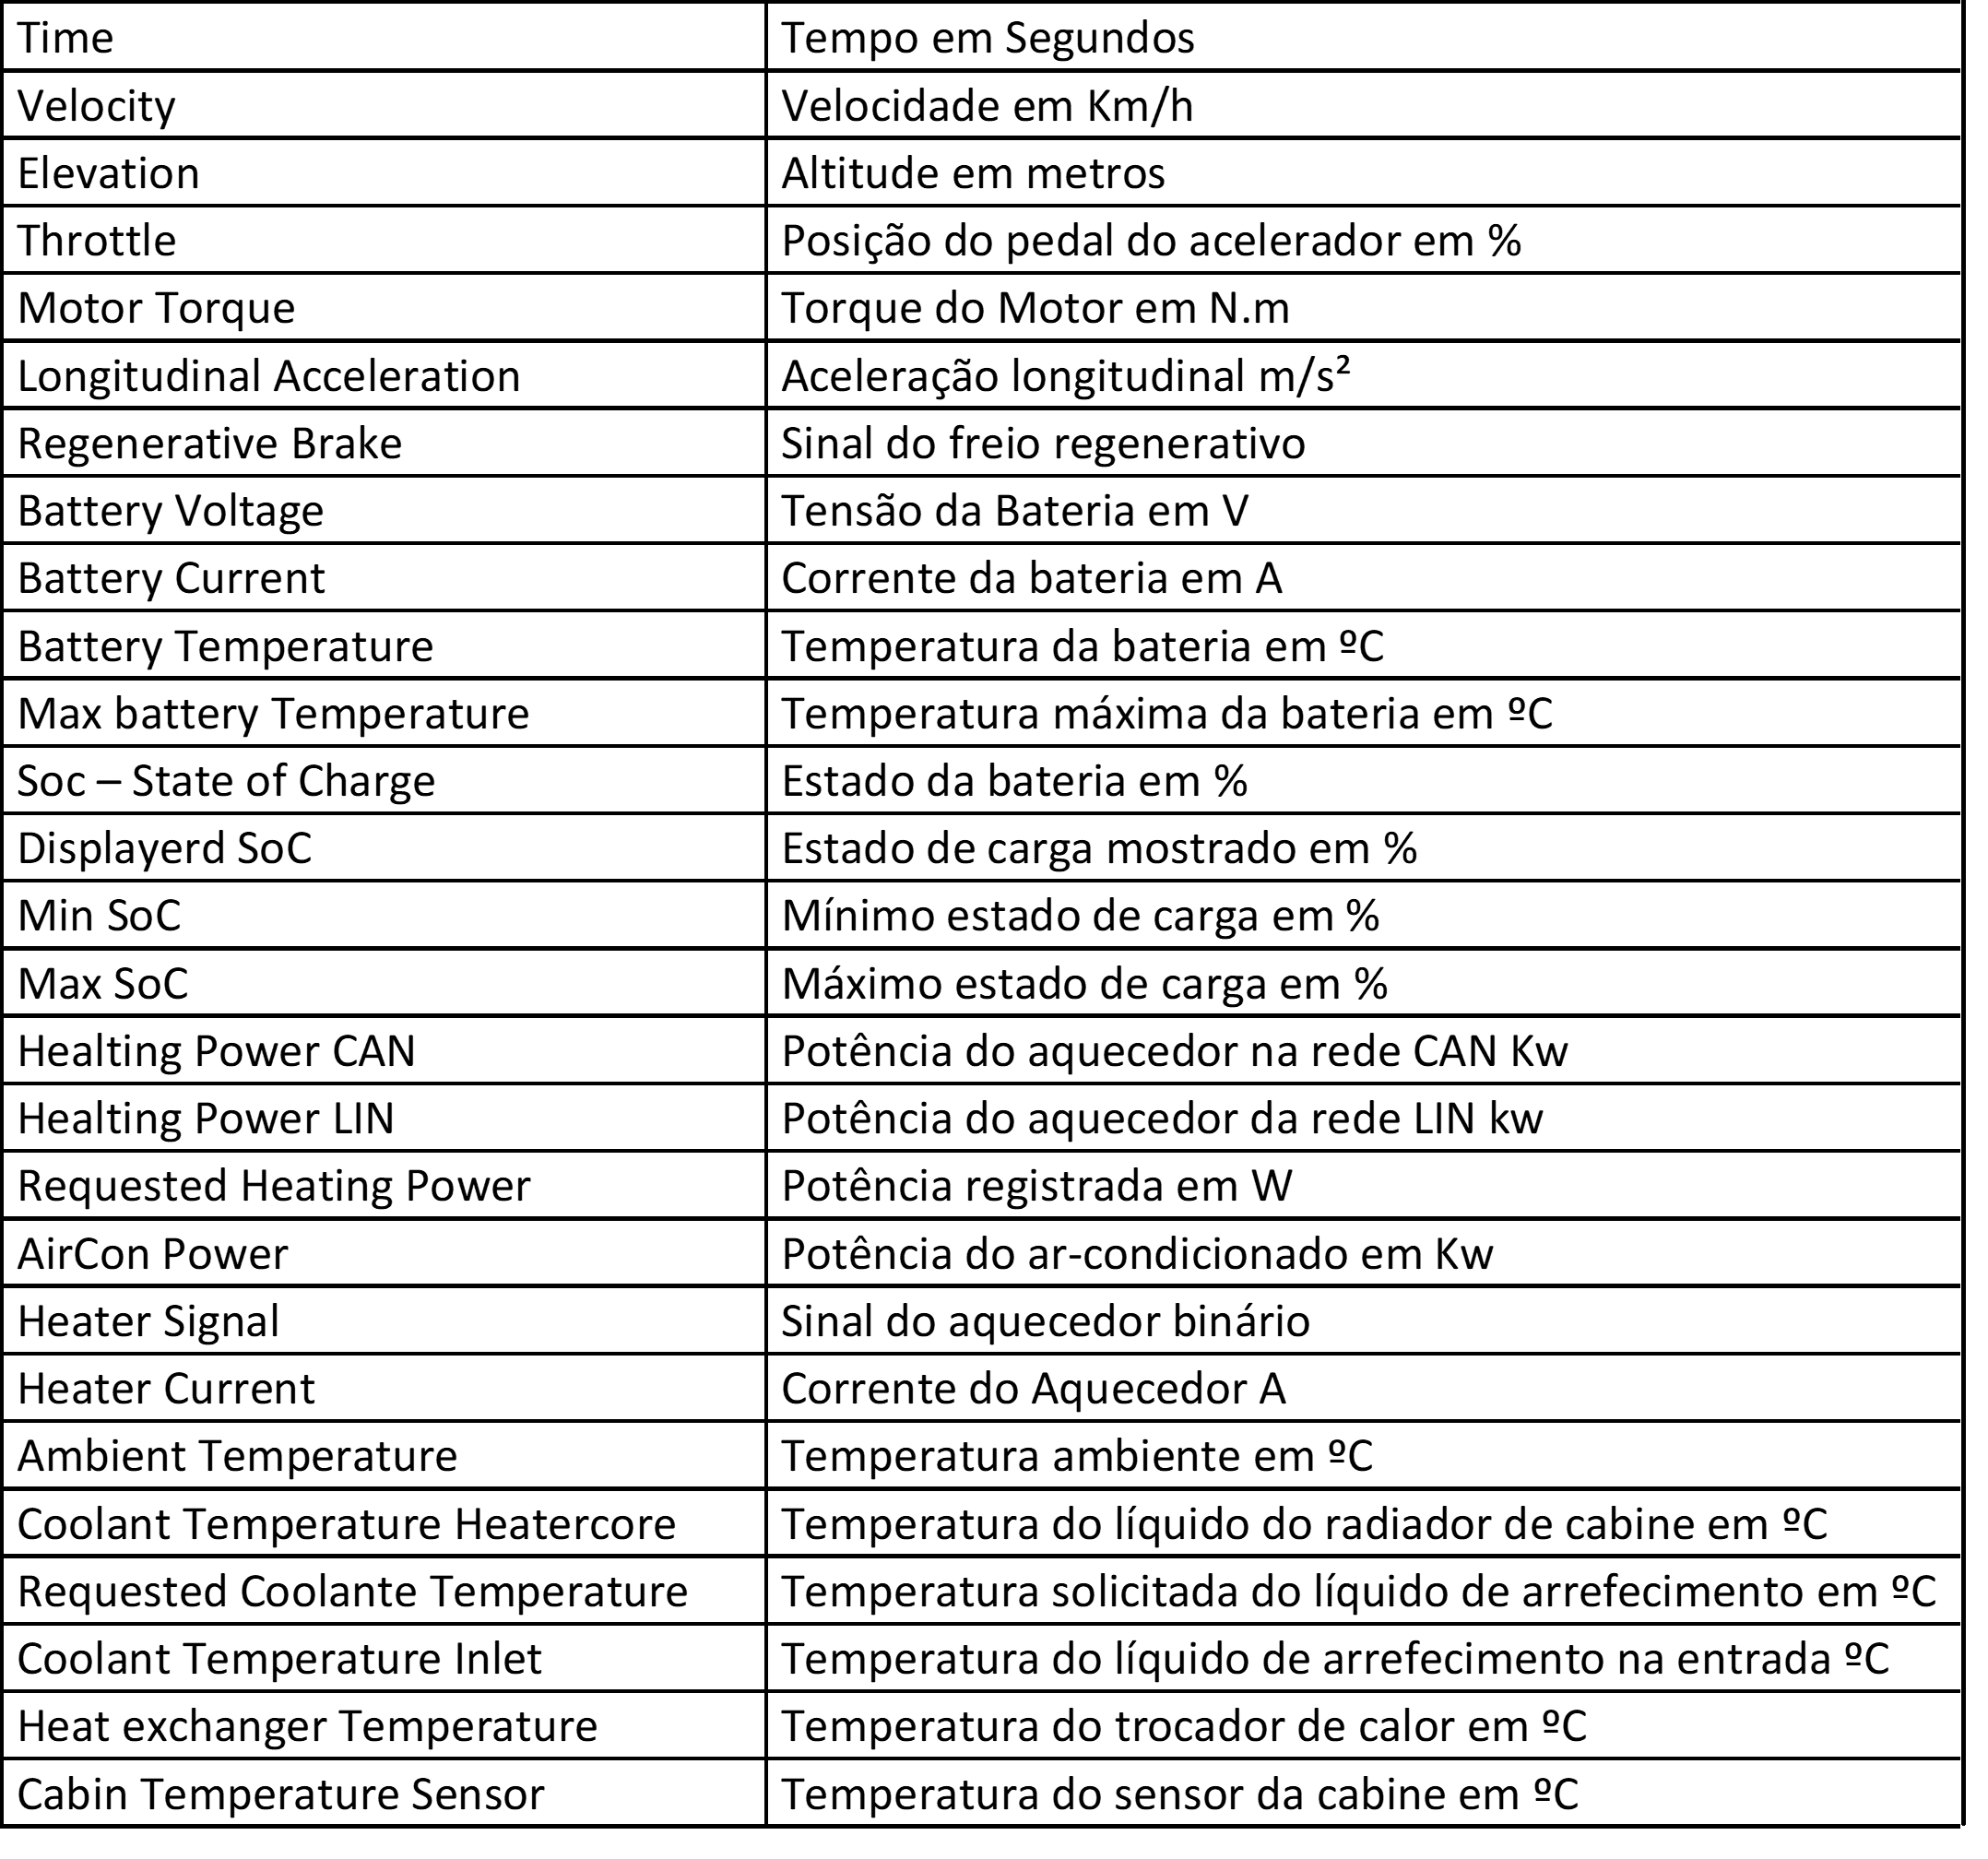 Time Tempo em Segundos
Velocity Velocidade em Km/h
Elevation Altitude em metros
Throttle Posição do pedal do acelerador em %
Motor Torque Torque do Motor em N.m
Longitudinal Acceleration Aceleração longitudinal m/s²
Regenerative Brake Sinal do freio regenerativo
Battery Voltage Tensão da Bateria em V
Battery Current Corrente da bateria em A
Battery Temperature Temperatura da bateria em ºC
Max battery Temperature Temperatura máxima da bateria em ºC
Soc – State of Charge Estado da bateria em %
Displayerd SoC Estado de carga mostrado em %
Min SoC Mínimo estado de carga em %
Max SoC Máximo estado de carga em %
Healting Power CAN Potência do aquecedor na rede CAN Kw
Healting Power LIN Potência do aquecedor da rede LIN kw
Requested Heating Power Potência registrada em W
AirCon Power Potência do ar-condicionado em Kw
Heater Signal Sinal do aquecedor binário
Heater Current Corrente do Aquecedor A
Ambient Temperature Temperatura ambiente em ºC
Coolant Temperature Heatercore Temperatura do líquido do radiador de cabine em ºC
Requested Coolante Temperature Temperatura solicitada do líquido de arrefecimento em ºC
Coolant Temperature Inlet Temperatura do líquido de arrefecimento na entrada ºC
Heat exchanger Temperature Temperatura do trocador de calor em ºC
Cabin Temperature Sensor Temperatura do sensor da cabine em ºC